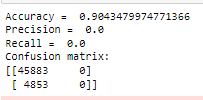 Accuracy =  0.9043479974771366
Precision =  0.0
Recall =  0.0
Confusion matrix:
[[45883     0]
 [ 4853     0]]